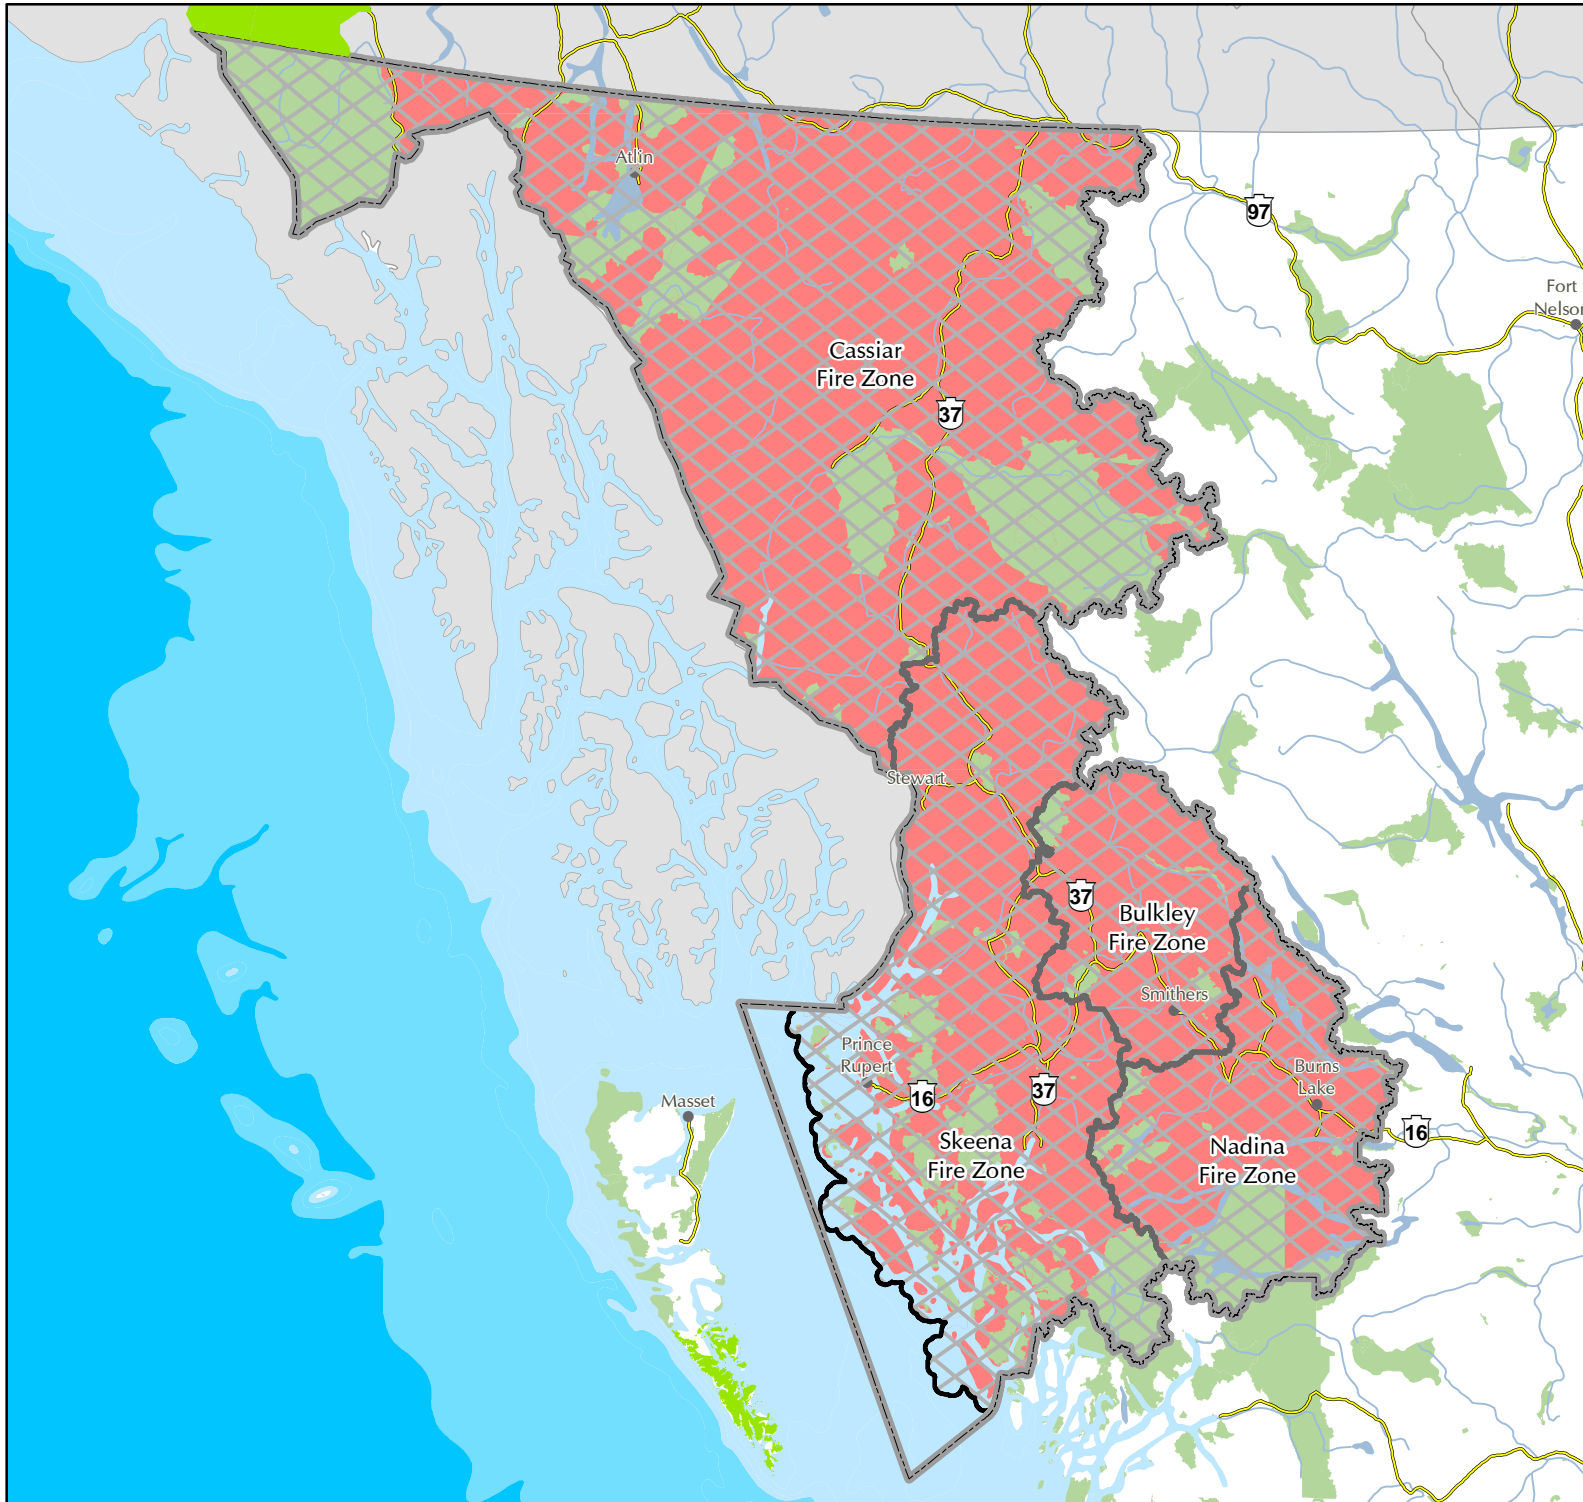 Atlin
97
Fort
Nelson
Cassiar
Fire Zone
37
Stewart
37
Bulkley
Fire Zone
Smithers
Prince
Rupert
Burns
Lake
16
37
Masset
16
Skeena
Fire Zone
Nadina
Fire Zone